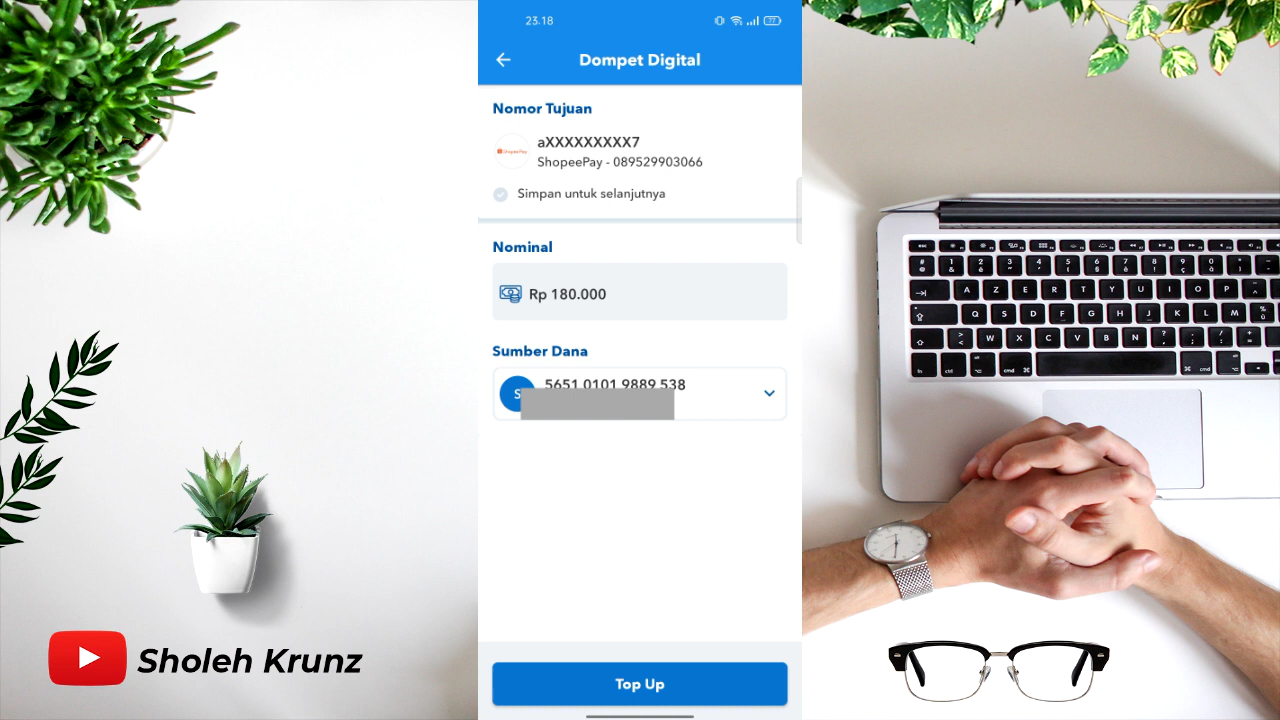 23.18
77
Dompet Digital
Nomor Tujuan
aXXXXXXXXX7
ShopeePay - 089529903066
Simpan untuk selanjutnya
Nominal
Rp 180.000
Sumber Dana
S
5651 0101 9889 538
Top Up
Sholeh Krunz